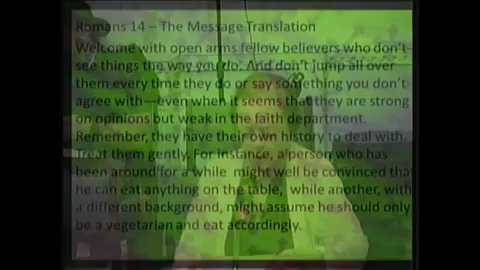 Romans 14 – The Message Translation
Welcome with open arms fellow believers who don't
see things the way you do. And don't jump all over
them every time they do or say something you don't
agree with—even when it seems that they are strong
on opinions but weak in the faith department.
Remember, they have their own history to deal with.
Treat them gently. For instance, a person who has
been around for a while might well be convinced that
he can eat anything on the table, while another, with
a different background, might assume he should only
be a vegetarian and eat accordingly.